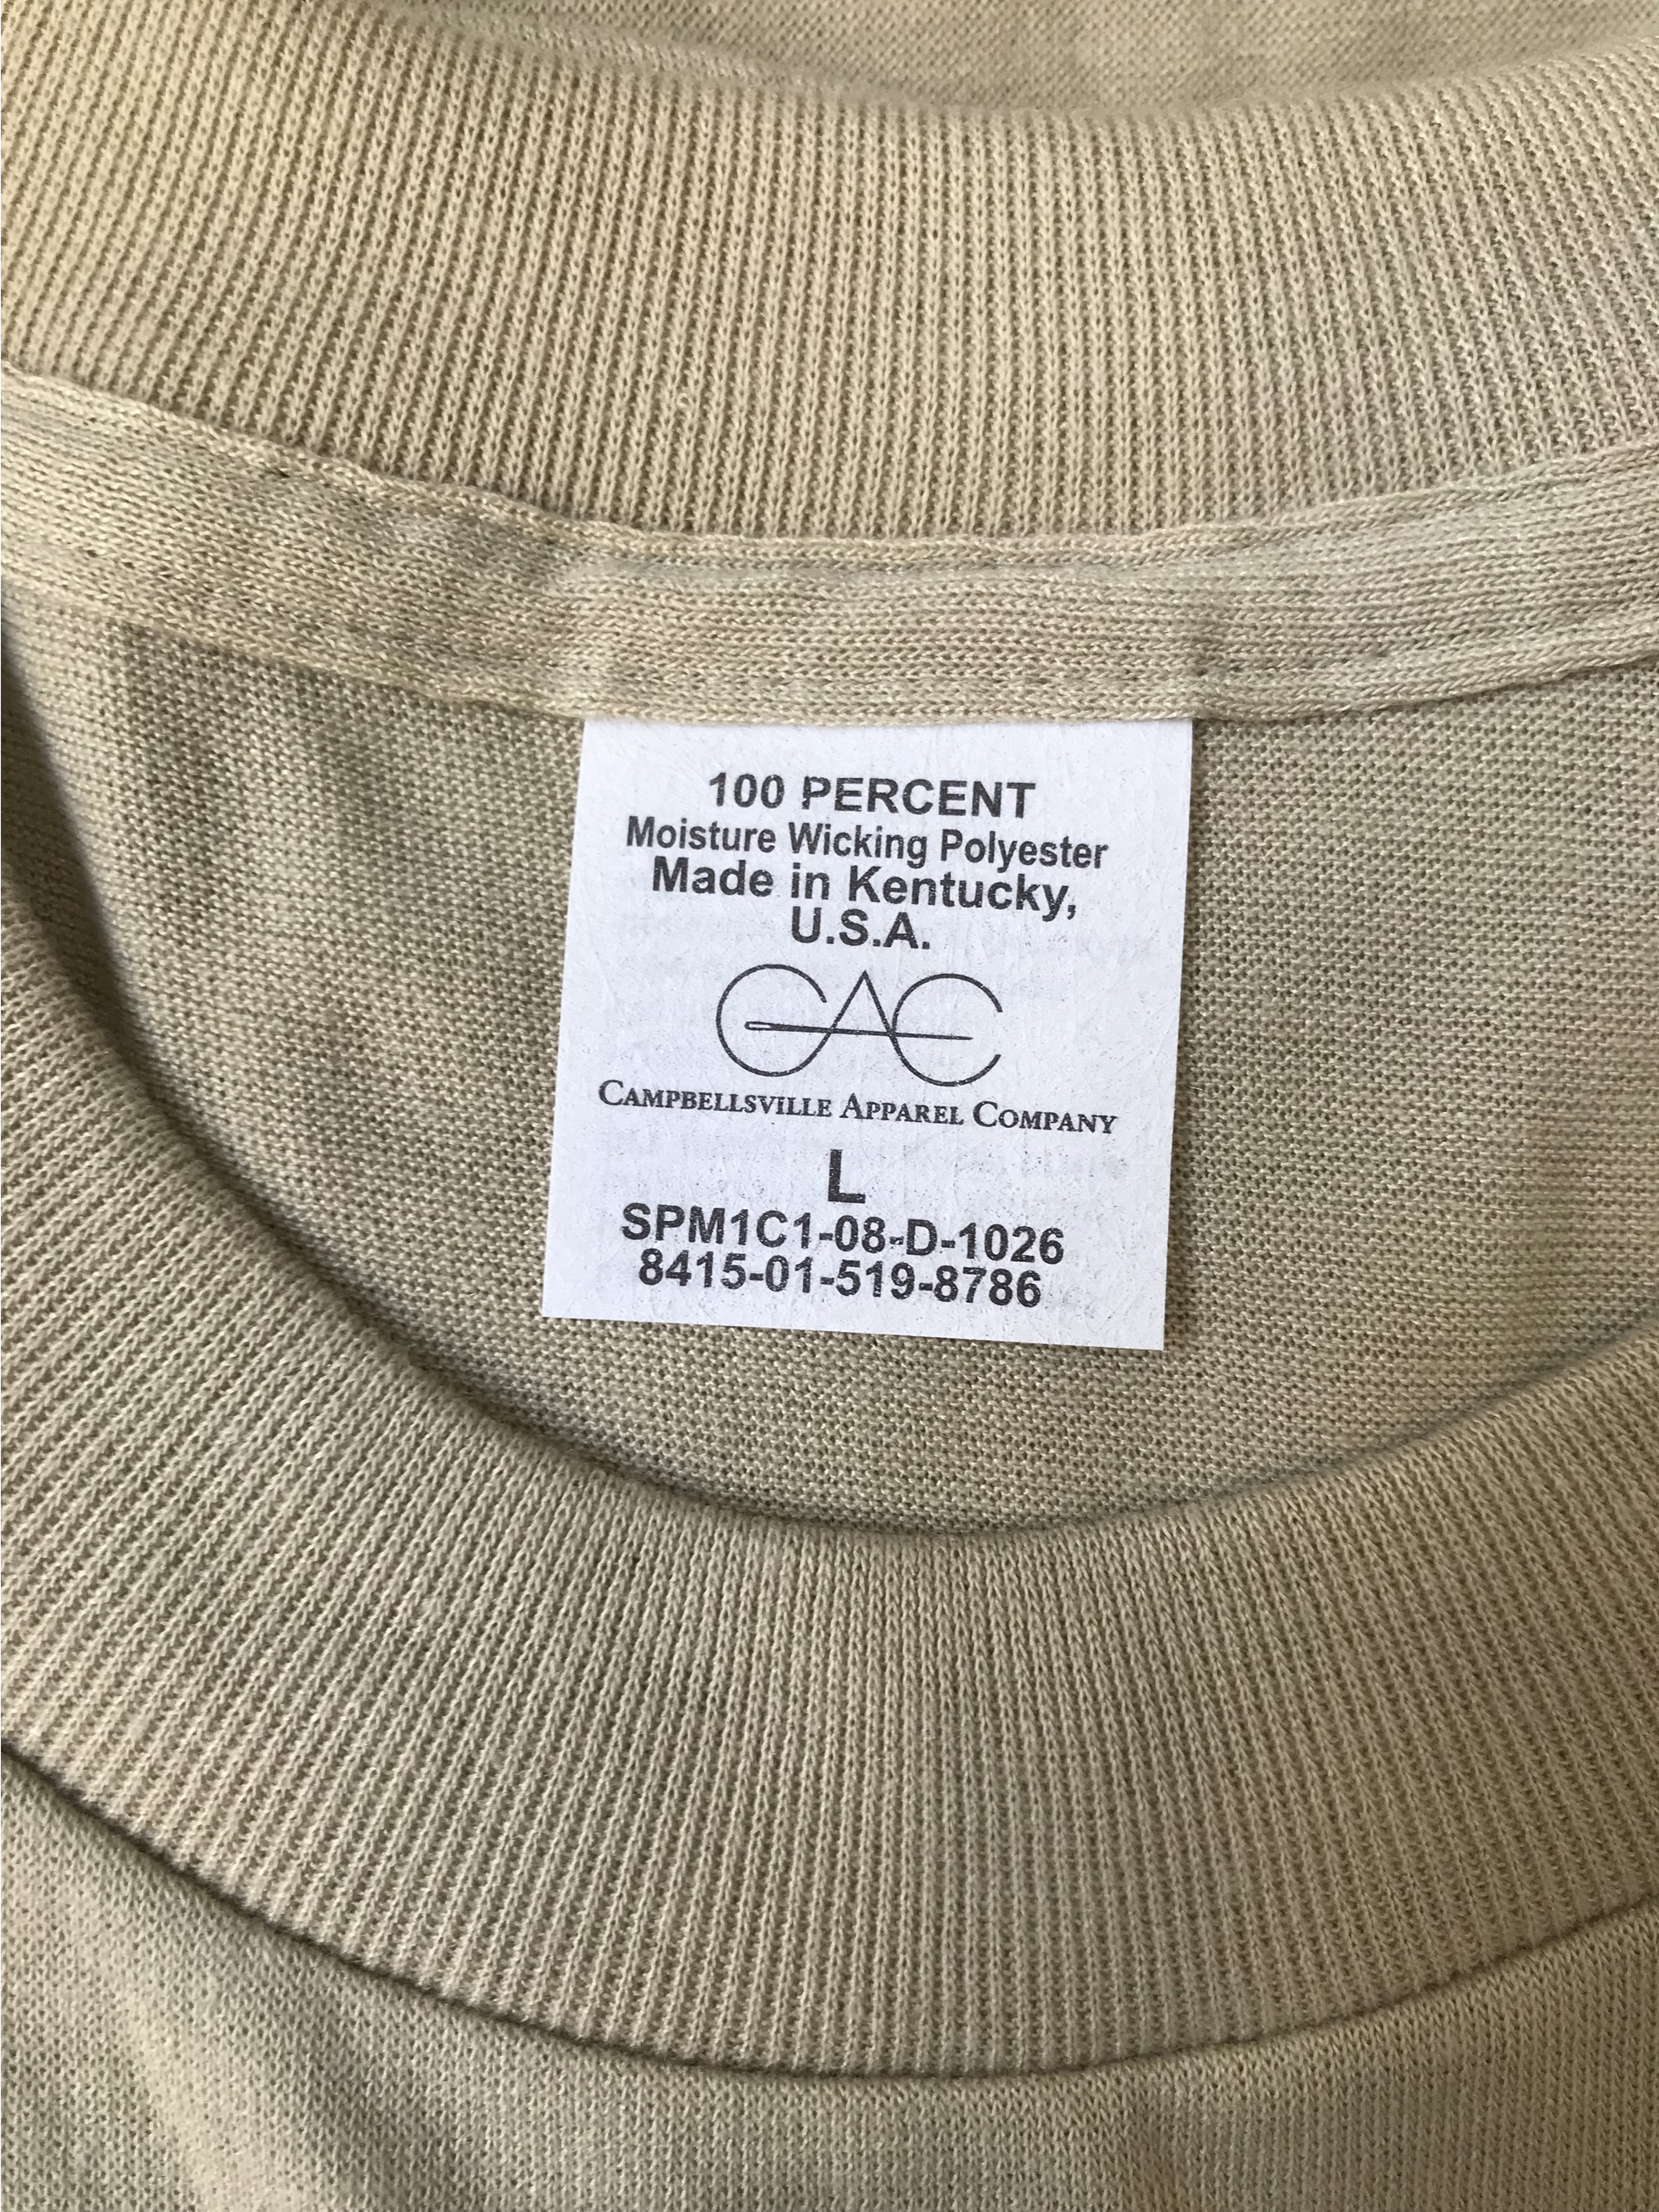 100 PERCENT
Moisture Wicking Polyester
Made in Kentucky,
U.S.A.
CAC
CAMPBELLSVILLE APPAREL COMPANY
L
SPM1C1-08-D-1026
8415-01-519-8786